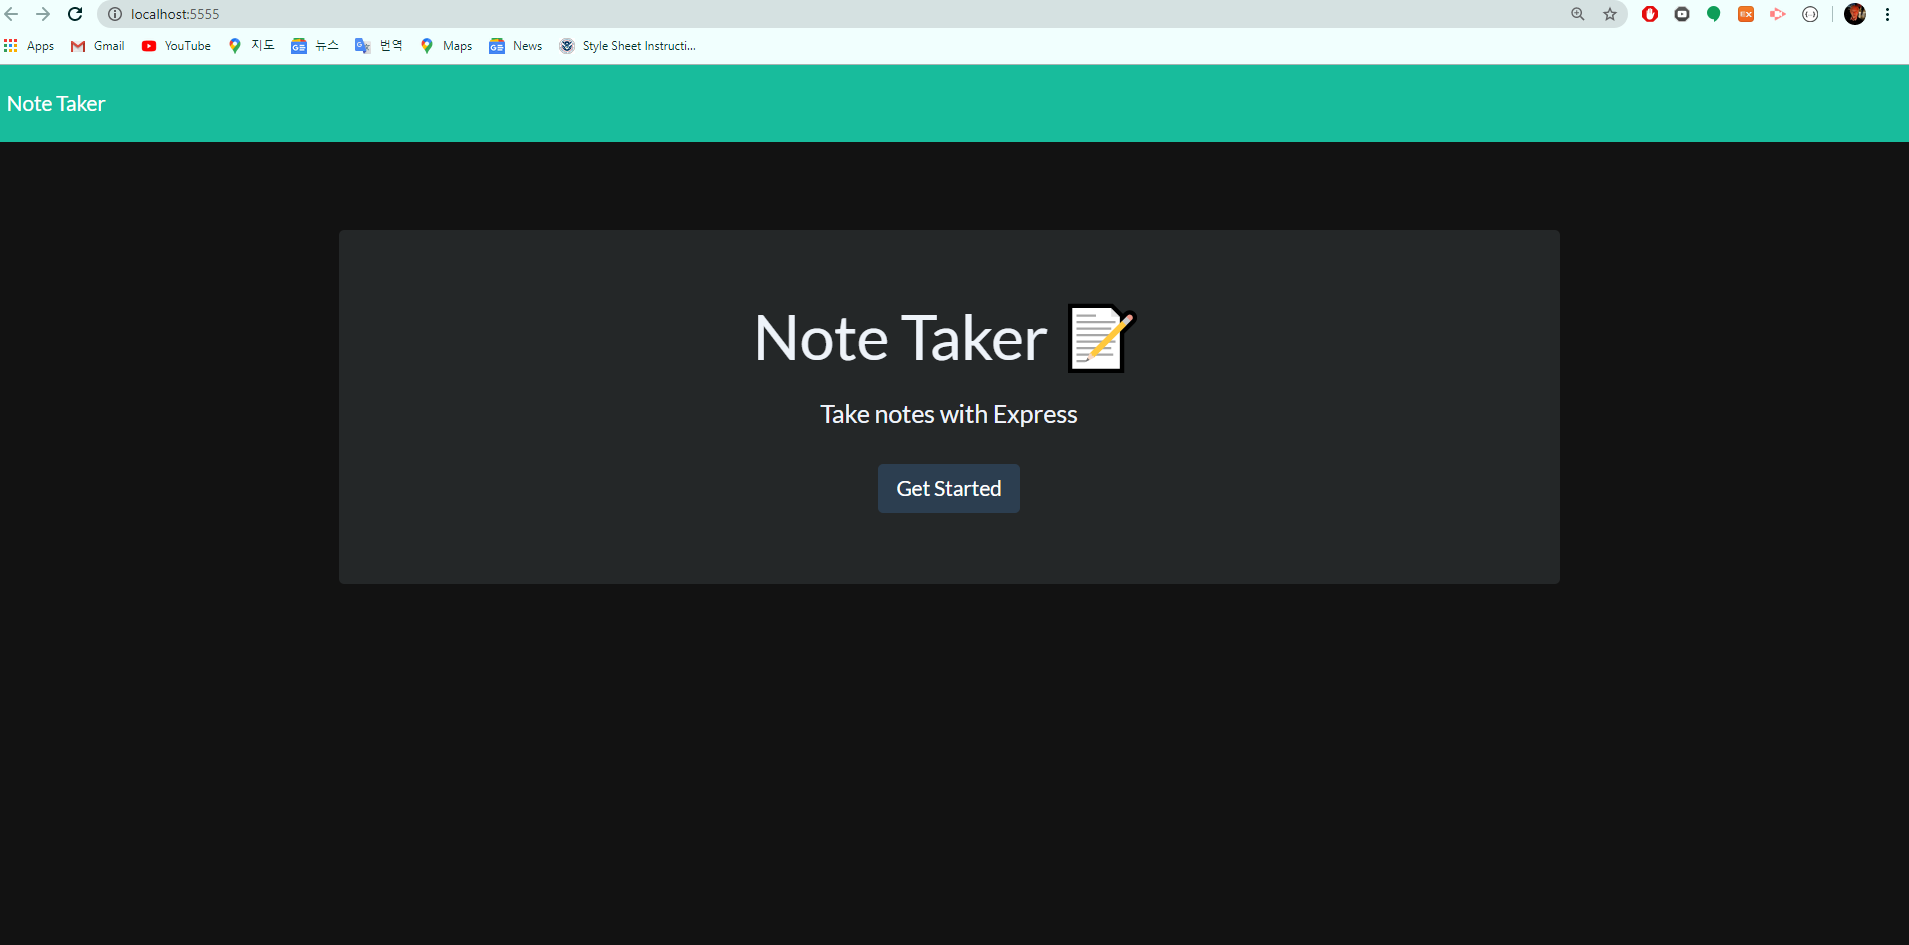 localhost:5555
Apps Gmail YouTube 지도 뉴스 번역 Maps News Style Sheet Instructi...
Note Taker
Note Taker
Take notes with Express
Get Started